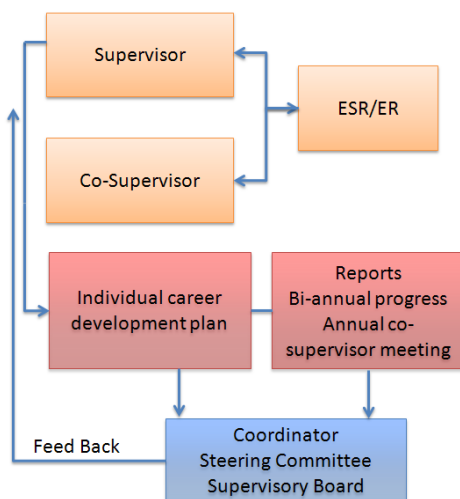 Supervisor
ESR/ER
Co-Supervisor
Individual career
development plan
Reports
Bi-annual progress
Annual co-
supervisor meeting
Feed Back
Coordinator
Steering Committee
Supervisory Board